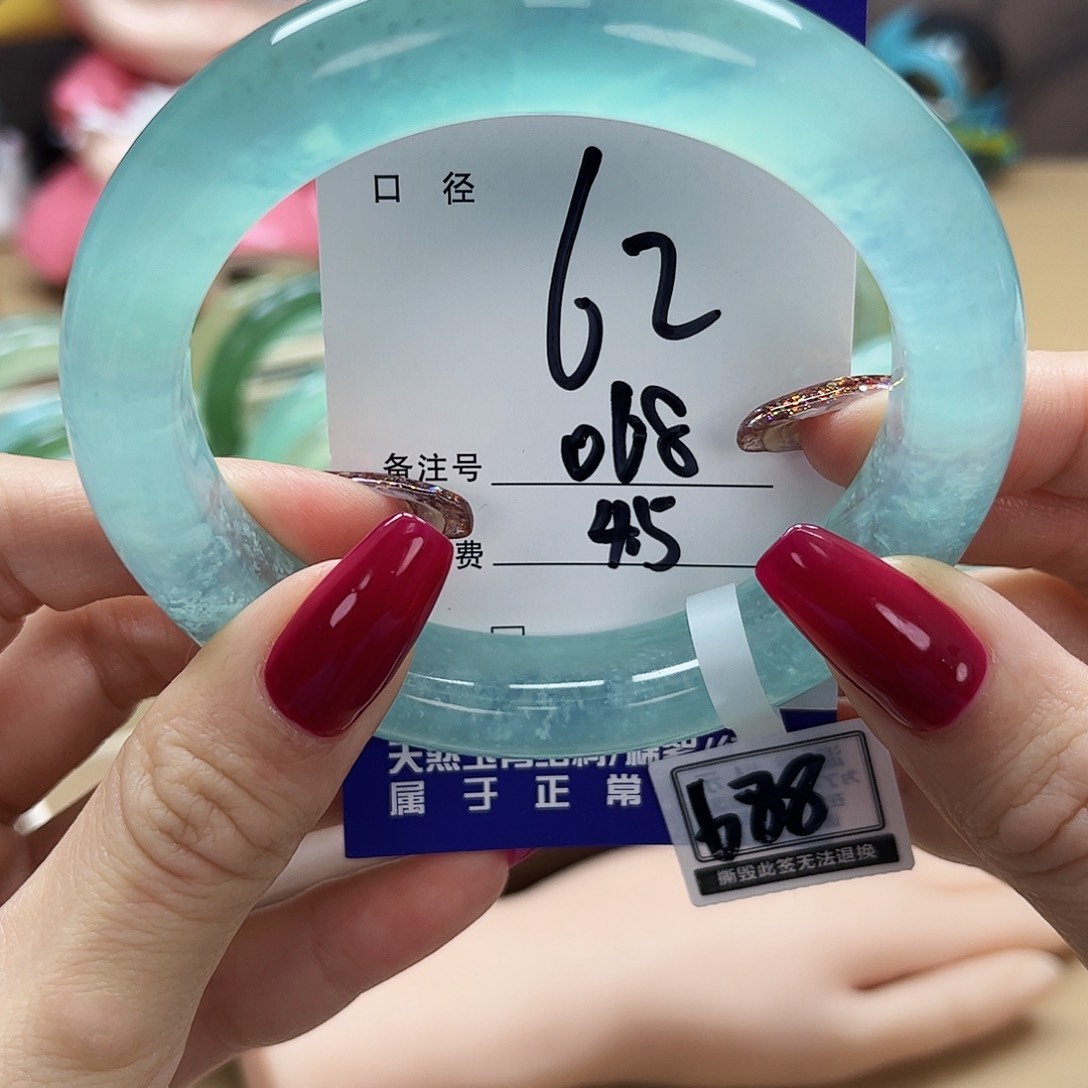 口 径 62
备注号 068
费 45
属 于 正 常
688
撕毁此签无法退换